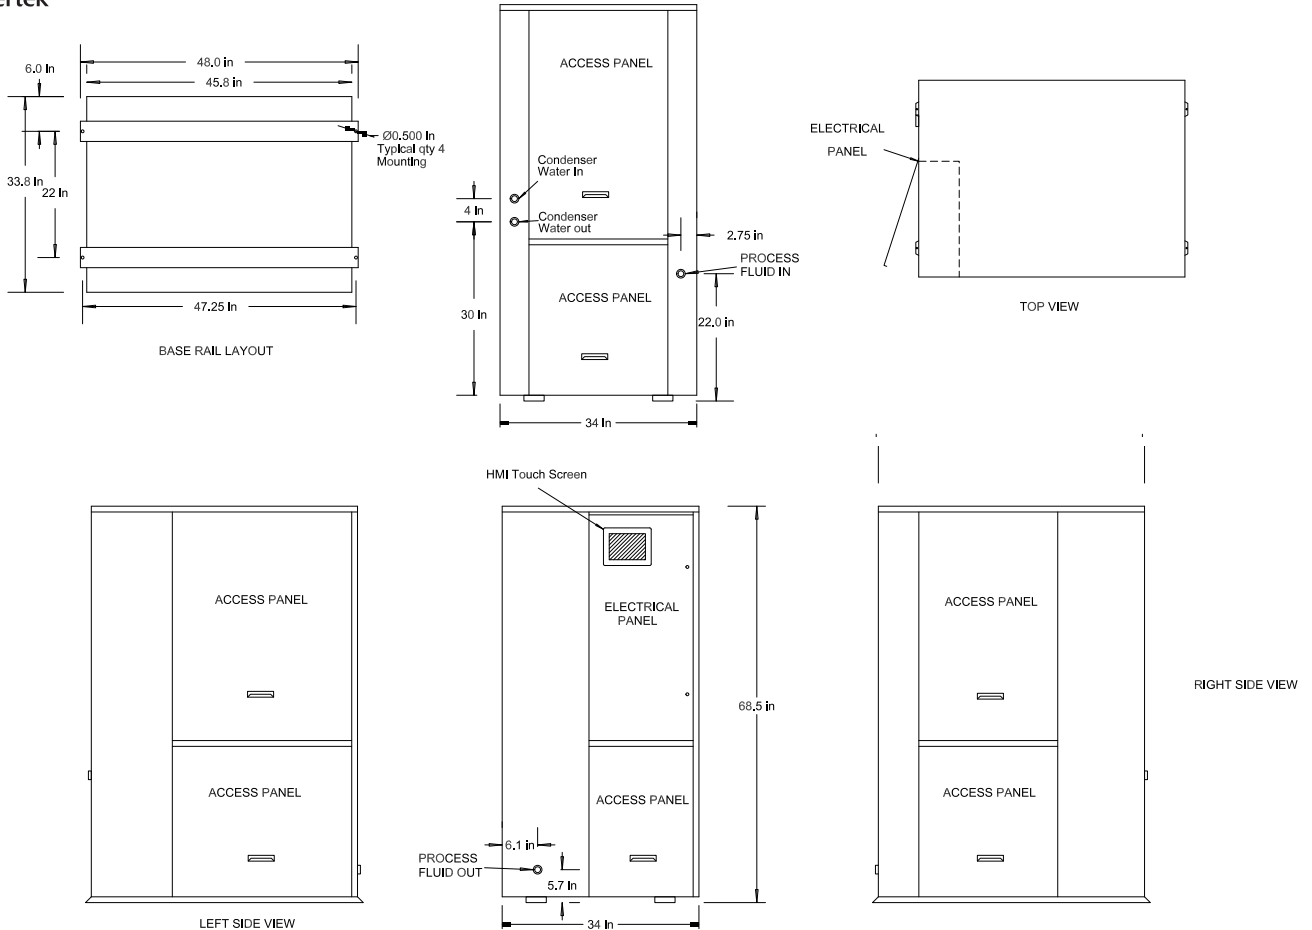 ACCESS PANEL
48.0 in
6.0 in
45.8 in
Ø0.500 in
Typical qty 4
Mounting
33.8 in
22 in
47.25 in
BASE RAIL LAYOUT
Condenser
Water In
4 in
Condenser
Water out
2.75 in
PROCESS
FLUID IN
ACCESS PANEL
30 in
22.0 in
34 in
ELECTRICAL
PANEL
TOP VIEW
HMI Touch Screen
ACCESS PANEL
ACCESS PANEL
LEFT SIDE VIEW
ELECTRICAL
PANEL
68.5 in
ACCESS PANEL
6.1 in
PROCESS
FLUID OUT
5.7 in
34 in
ACCESS PANEL
RIGHT SIDE VIEW
ACCESS PANEL